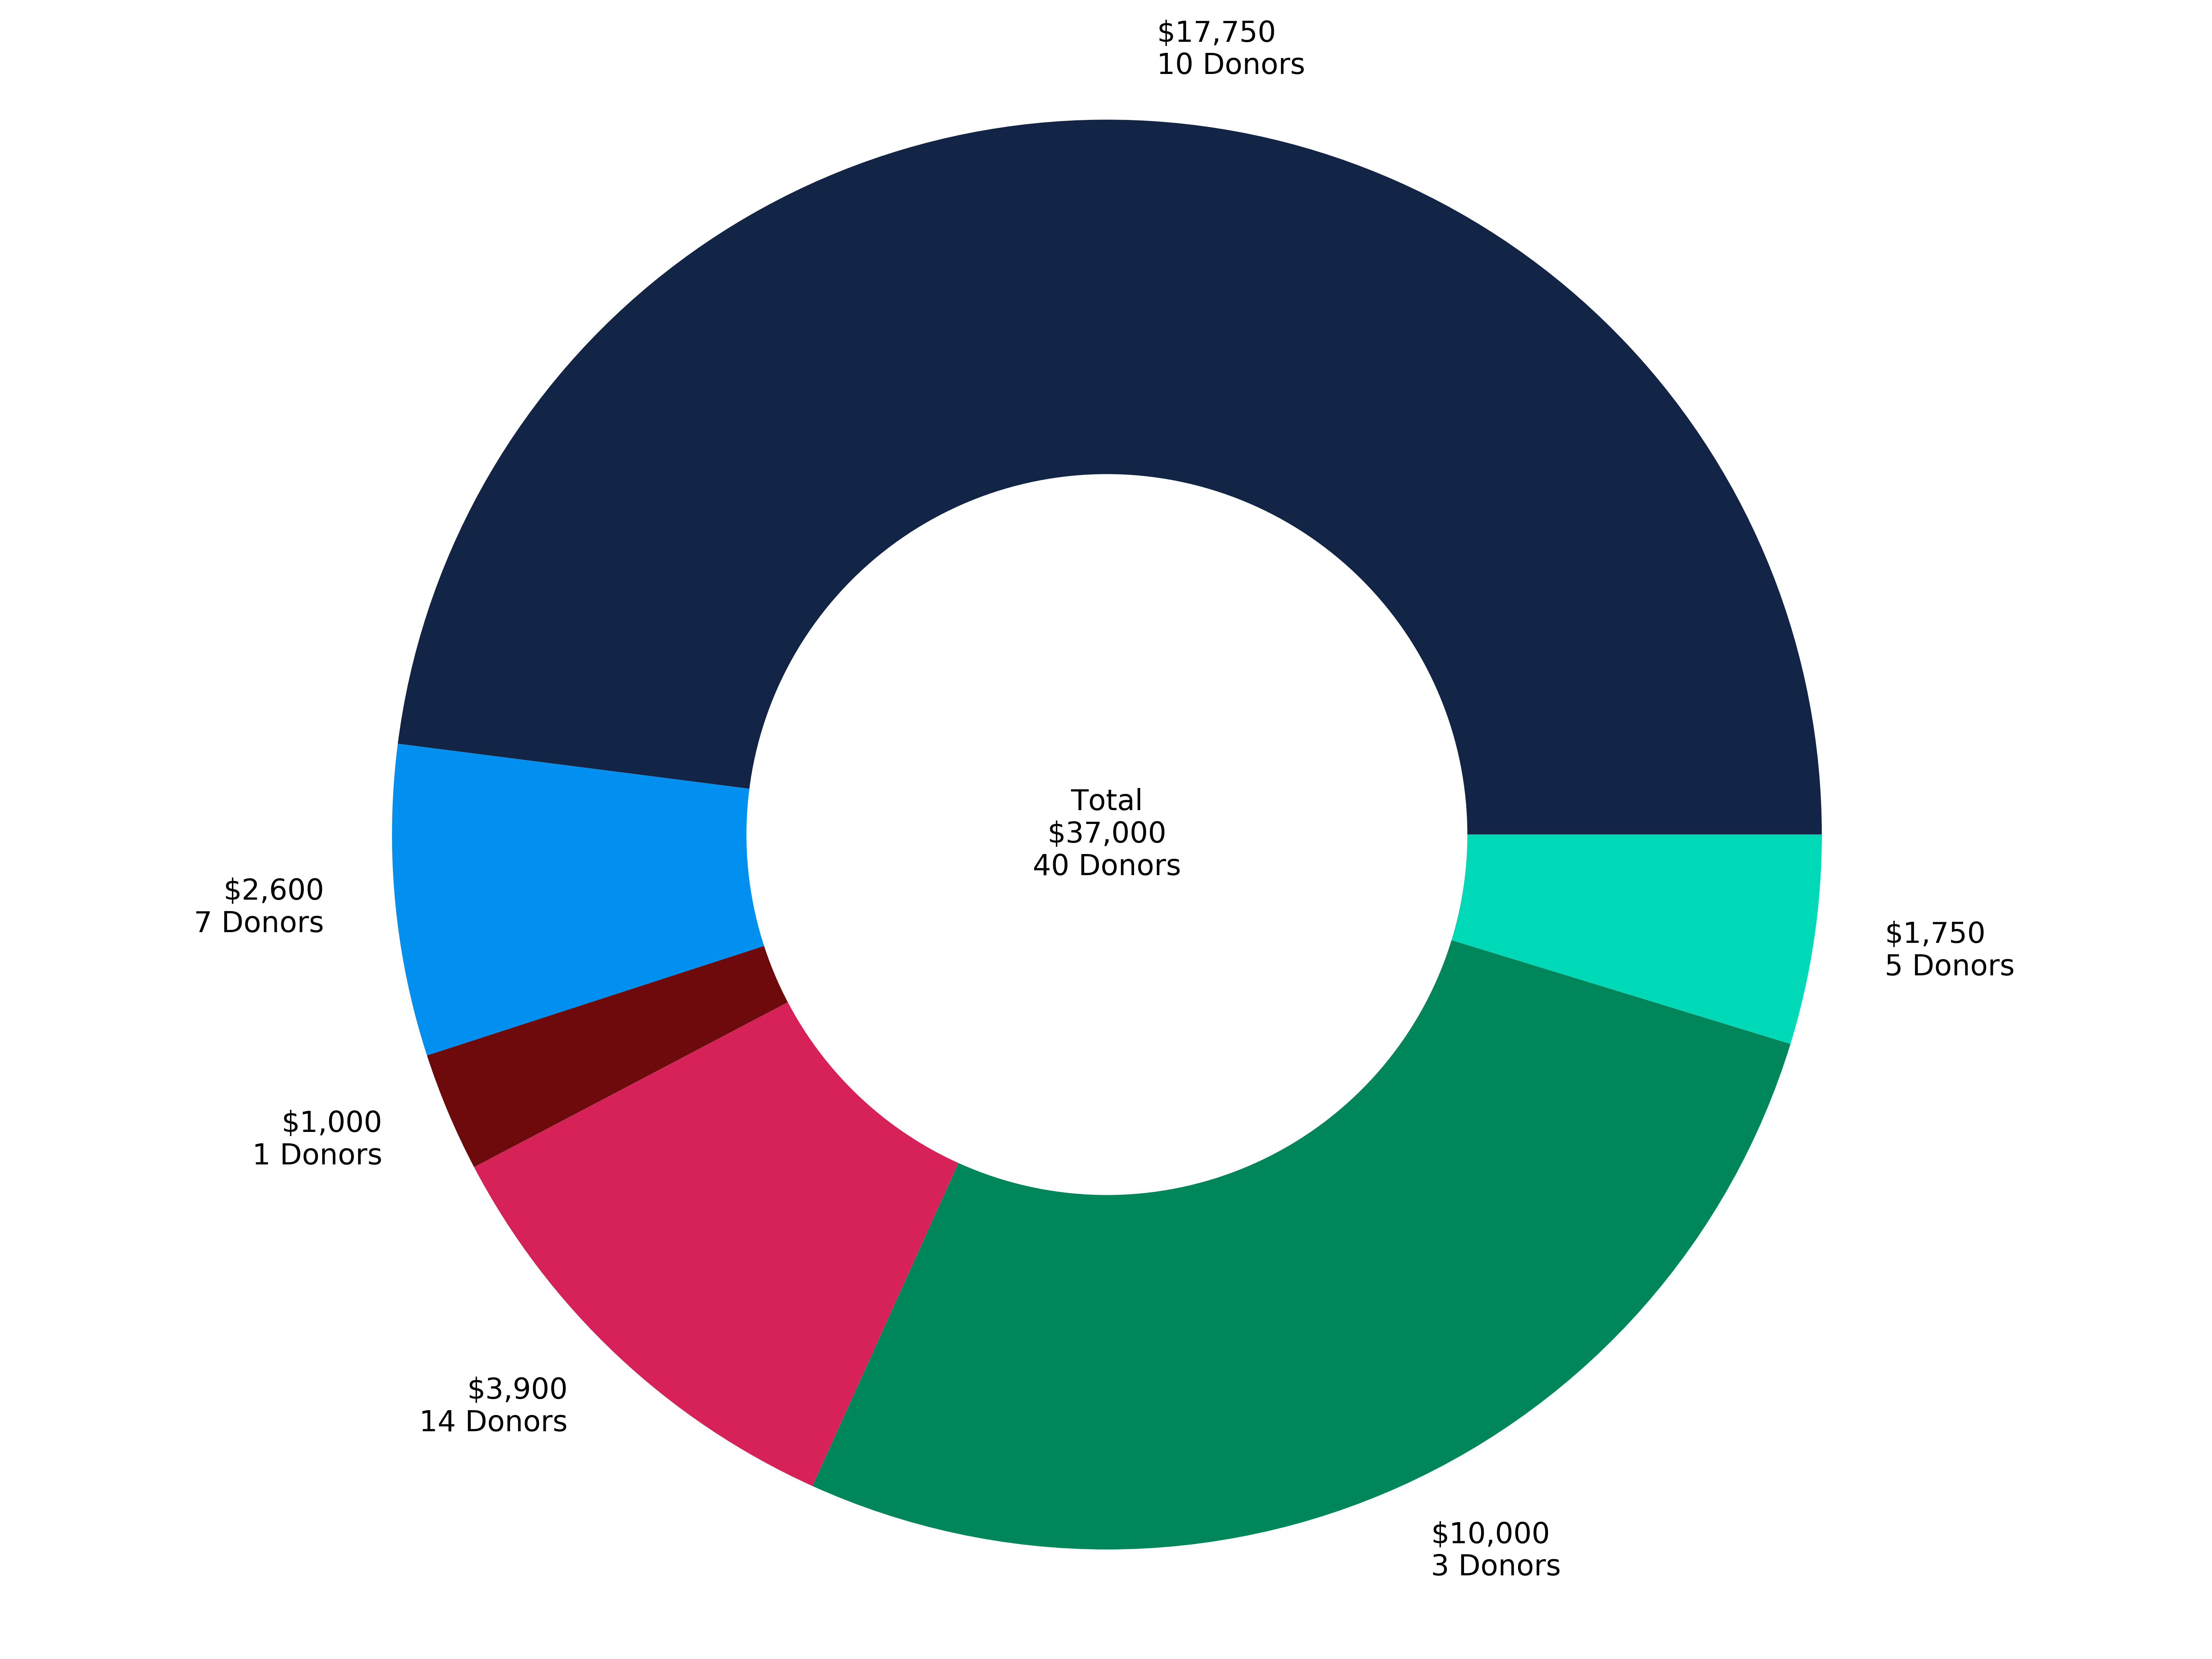 $17,750
10 Donors
Total
$37,000
40 Donors
$2,600
7 Donors
$1,750
5 Donors
$1,000
1 Donors
$3,900
14 Donors
$10,000
3 Donors